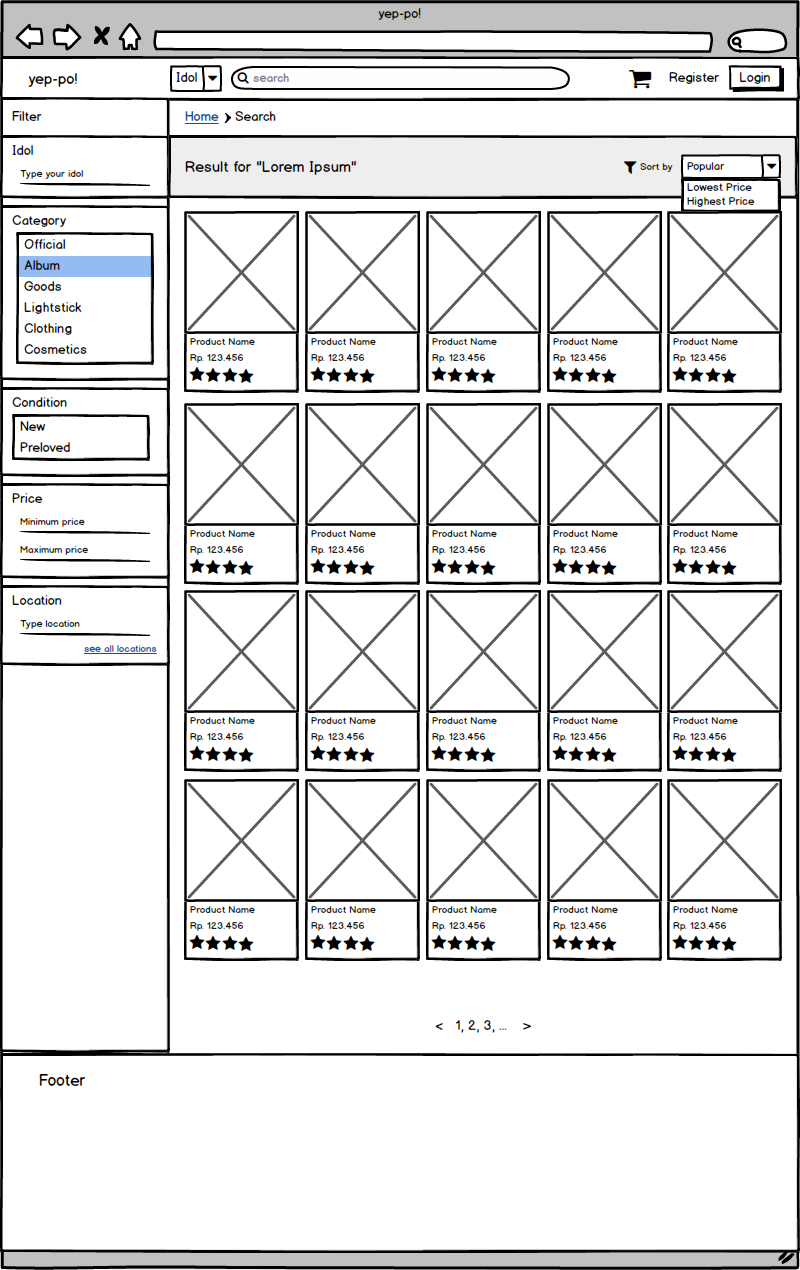 yep-po!
yep-po! Idol search Register Login
Filter
Home Search
Idol
Type your idol
Result for "Lorem Ipsum" Sort by Popular
Lowest Price
Highest Price
Category
Official
Album
Goods
Lightstick
Clothing
Cosmetics
Condition
New
Preloved
Price
Minimum price
Maximum price
Location
Type location
see all locations
Product Name Product Name Product Name Product Name Product Name
Rp. 123.456 Rp. 123.456 Rp. 123.456 Rp. 123.456 Rp. 123.456
Product Name Product Name Product Name Product Name Product Name
Rp. 123.456 Rp. 123.456 Rp. 123.456 Rp. 123.456 Rp. 123.456
Product Name Product Name Product Name Product Name Product Name
Rp. 123.456 Rp. 123.456 Rp. 123.456 Rp. 123.456 Rp. 123.456
Product Name Product Name Product Name Product Name Product Name
Rp. 123.456 Rp. 123.456 Rp. 123.456 Rp. 123.456 Rp. 123.456
< 1, 2, 3, ... >
Footer